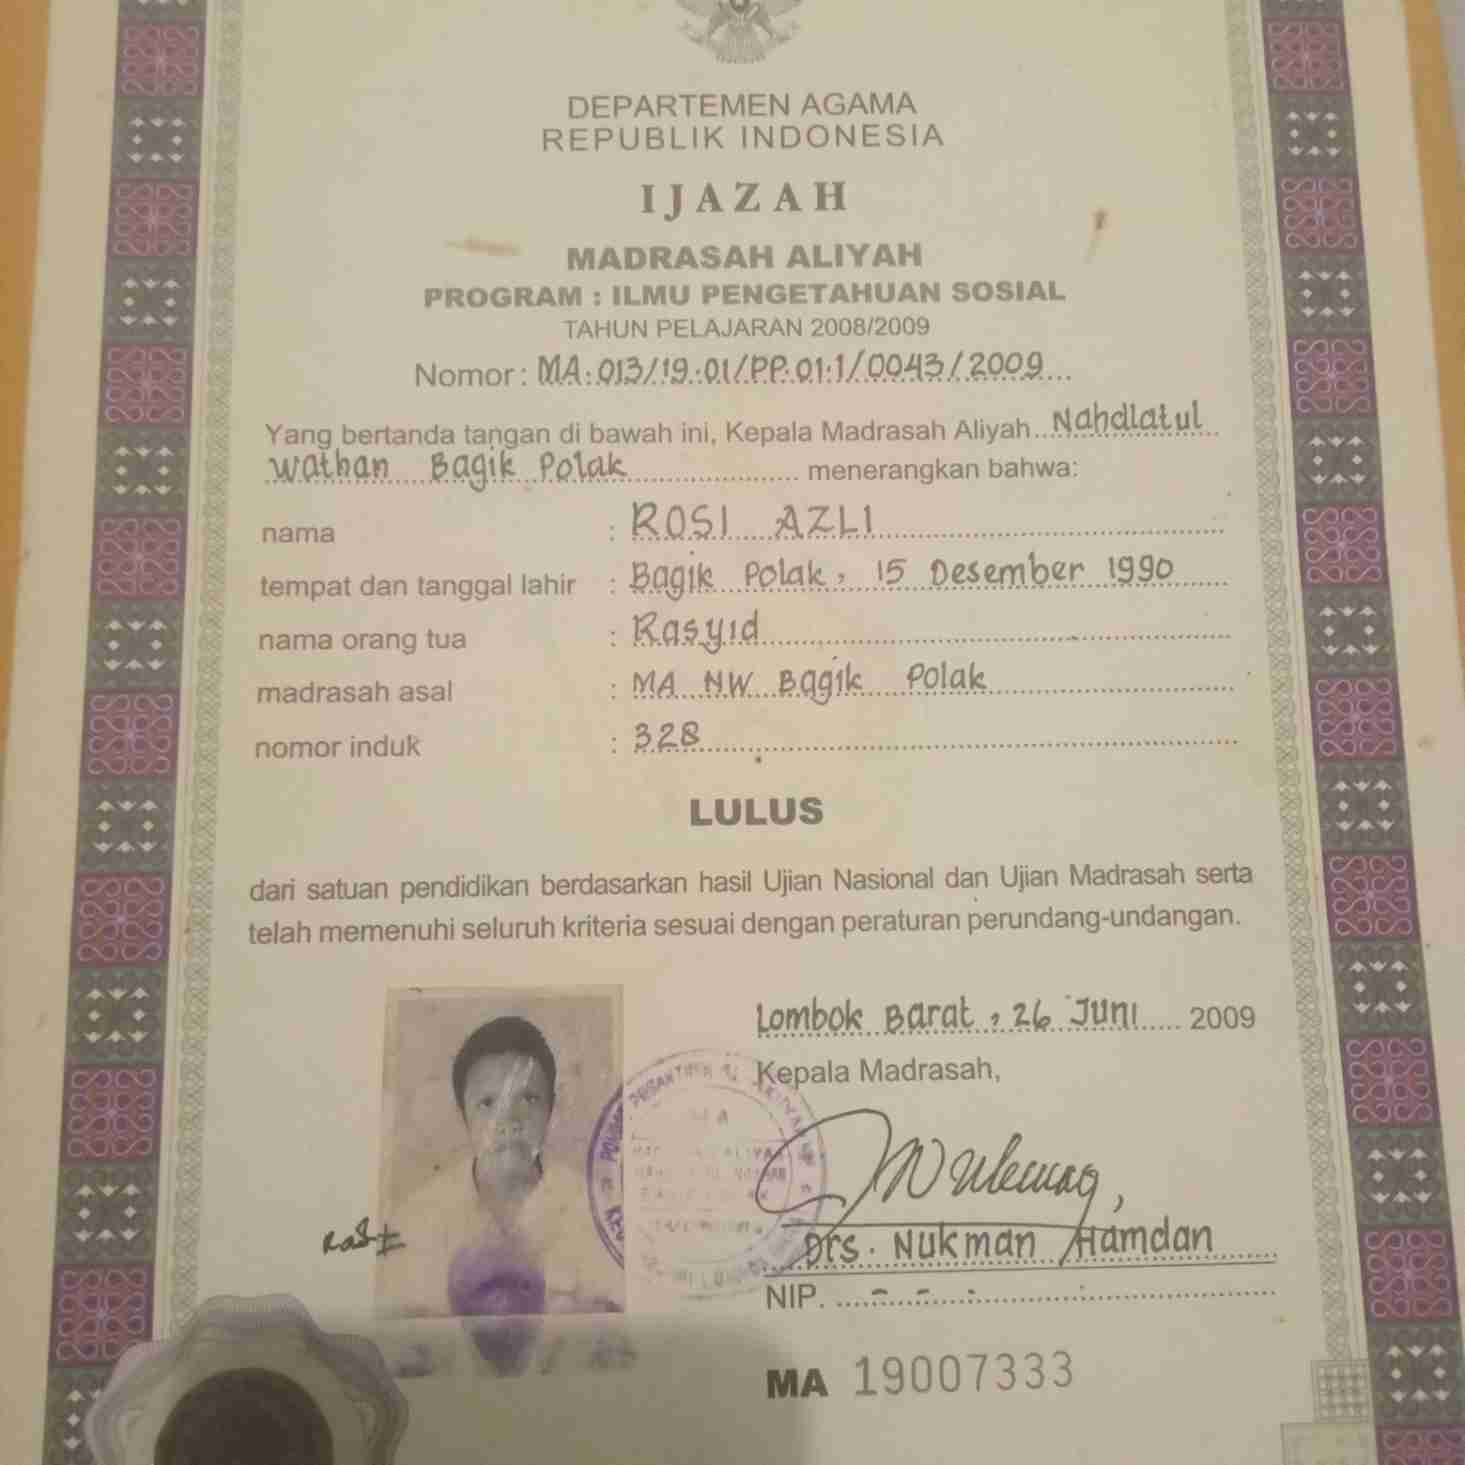 DEPARTEMEN AGAMA
REPUBLIK INDONESIA
IJAZAH
MADRASAH ALIYAH
PROGRAM : ILMU PENGETAHUAN SOSIAL
TAHUN PELAJARAN 2008/2009
Nomor : MA.013/19.01/PP.01.1/0043/2009
Yang bertanda tangan di bawah ini, Kepala Madrasah Aliyah Nahdlatul
Wathan Bagik Polak menerangkan bahwa:
nama : ROSI AZLI
tempat dan tanggal lahir : Bagik Polak, 15 Desember 1990
nama orang tua : Rasyid
madrasah asal : MA NW Bagik Polak
nomor induk : 328
LULUS
dari satuan pendidikan berdasarkan hasil Ujian Nasional dan Ujian Madrasah serta
telah memenuhi seluruh kriteria sesuai dengan peraturan perundang-undangan.
Lombok Barat, 26 Juni 2009
Kepala Madrasah,
Drs. Nukman Hamdan
NIP. - - -
MA 19007333